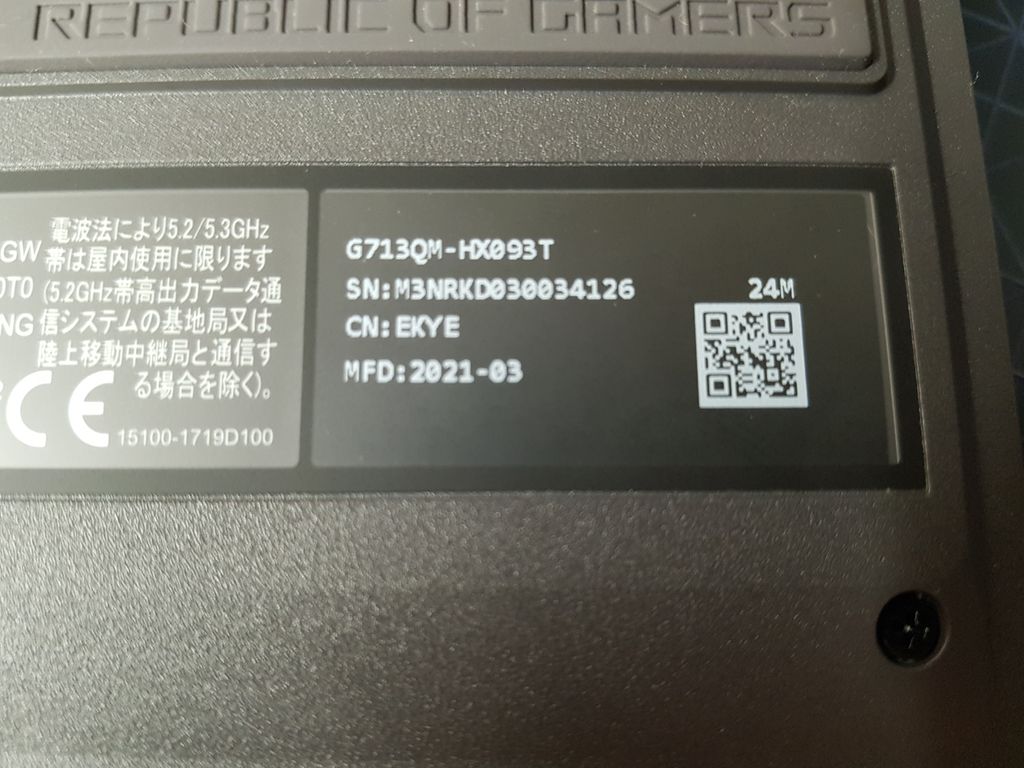 REPUBLIC OF GAMERS
電波法により5.2/5.3GHz
GW 帯は屋内使用に限ります
OTO (5.2GHz帯高出力データ通
NG 信システムの基地局又は
陸上移動中継局と通信す
る場合を除く)。
CE
15100-1719D100
G713QM-HX093T
SN:M3NRKD030034126
24M
CN:EKYE
MFD:2021-03